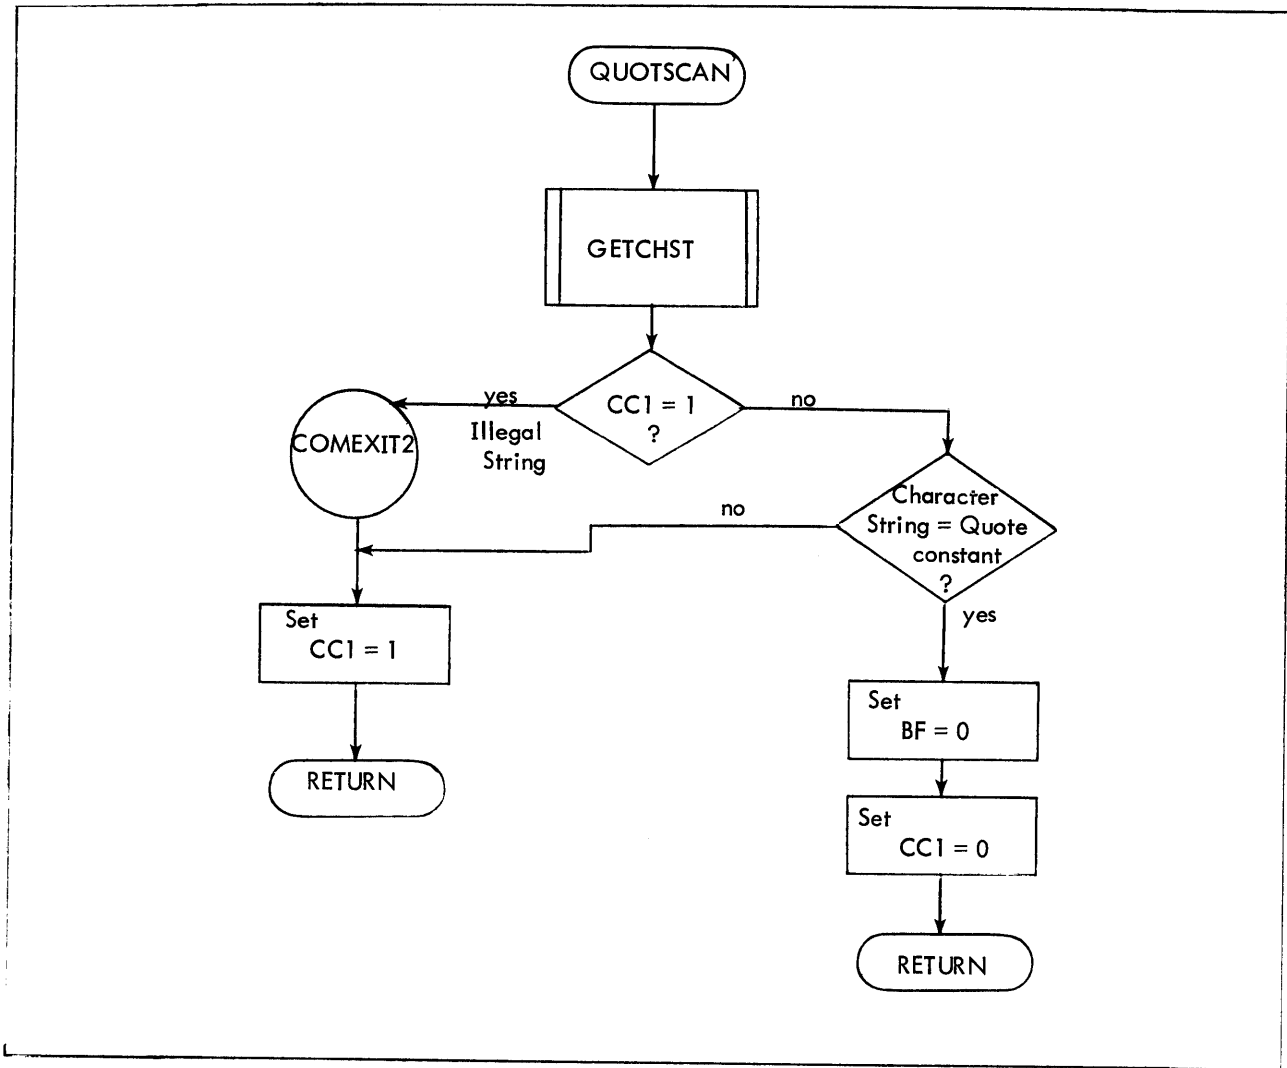 QUOTSCAN
GETCHST
CC1 = 1
?
yes
Illegal
String
no
COMEXIT2
Character
String = Quote
constant
?
no
yes
Set
CC1 = 1
RETURN
Set
BF = 0
Set
CC1 = 0
RETURN